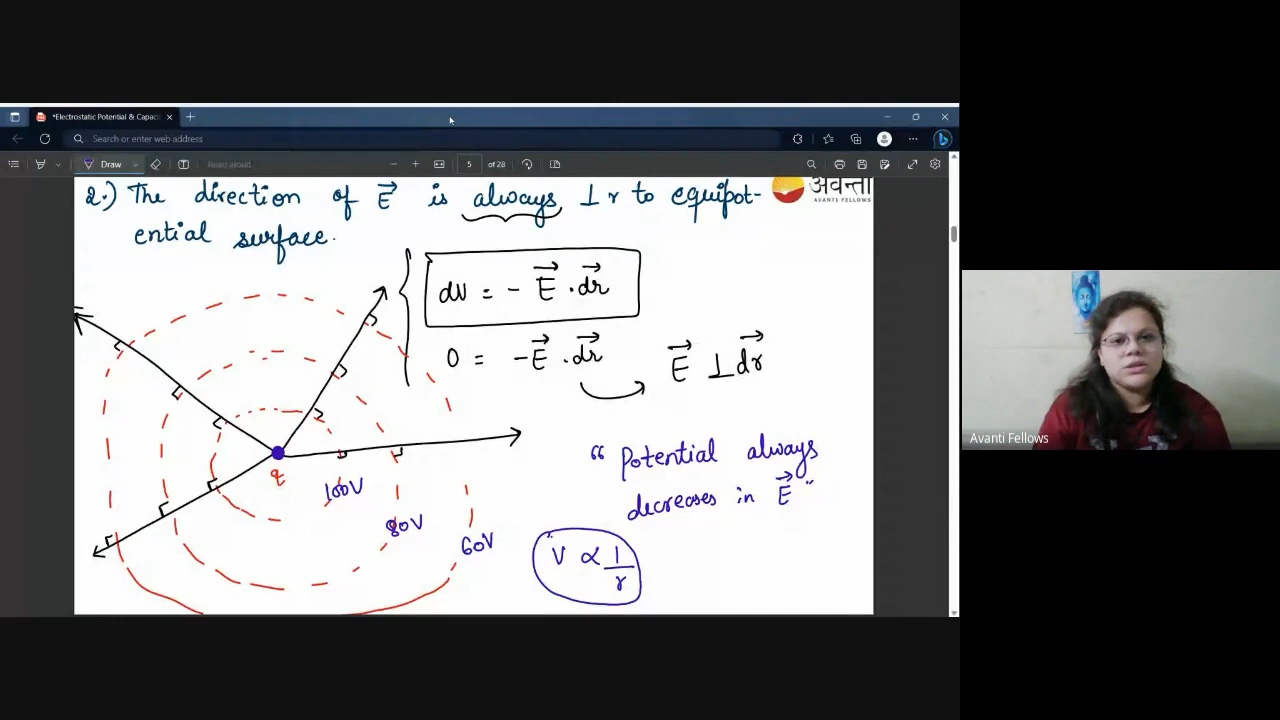 *Electrostatic Potential & Capac
Search or enter web address
Draw
Read aloud
5 of 28
2.) The direction of E⃗ is always ⊥r to equipot-
ential surface.
अवन्ती
AVANTI FELLOWS
dV = - E⃗ . dr⃗
0 = - E⃗ . dr⃗
E⃗ ⊥ dr⃗
q
100V
80V
60V
"Potential always
decreases in E⃗"
V ∝ 1/r
Avanti Fellows